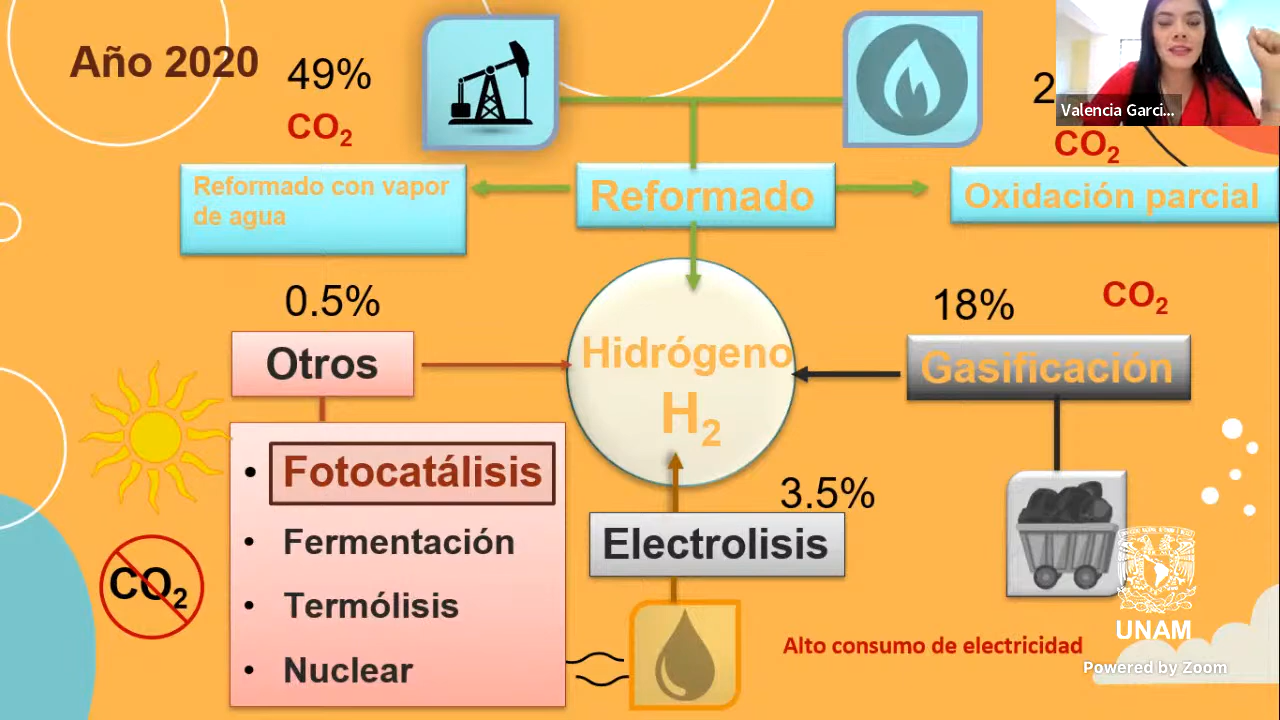 Año 2020
49%
CO₂
Valencia Garci...
CO₂
Reformado con vapor
de agua
Reformado
Oxidación parcial
0.5%
18%
CO₂
Otros
Hidrógeno
H₂
Gasificación
Fotocatálisis
3.5%
Electrolisis
Fermentación
CO₂
Termólisis
Nuclear
Alto consumo de electricidad
UNAM
Powered by Zoom